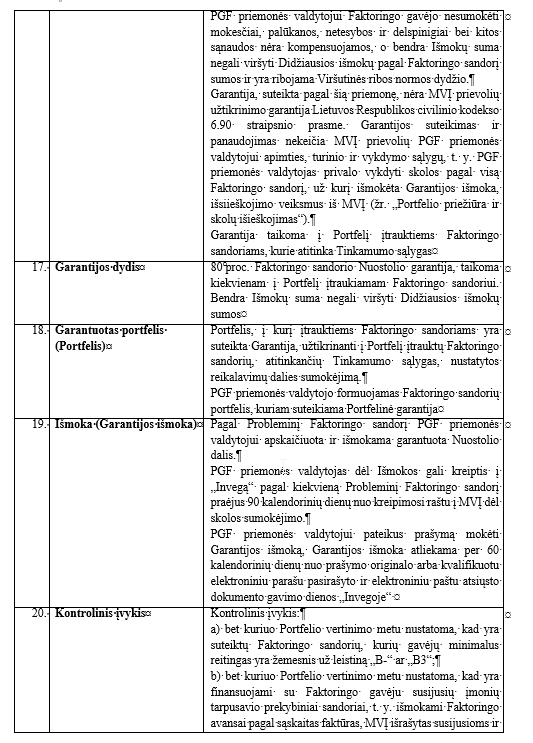 PGF priemonės valdytojui Faktoringo gavėjo nesumokėti
mokesčiai, palūkanos, netesybos ir delspinigiai bei kitos
sąnaudos nėra kompensuojamos, o bendra Išmokų suma
negali viršyti Didžiausios išmokų pagal Faktoringo sandorį
sumos ir yra ribojama Viršutinės ribos normos dydžio.¶
Garantija, suteikta pagal šią priemonę, nėra MVĮ prievolių
užtikrinimo garantija Lietuvos Respublikos civilinio kodekso
6.90 straipsnio prasme. Garantijos suteikimas ir
panaudojimas nekeičia MVĮ prievolių PGF priemonės
valdytojui apimties, turinio ir vykdymo sąlygų, t. y. PGF
priemonės valdytojas privalo vykdyti skolos pagal visą
Faktoringo sandorį, už kurį išmokėta Garantijos išmoka,
išsiieškojimo veiksmus iš MVĮ (žr. „Portfelio priežiūra ir
skolų išieškojimas“).¶
Garantija taikoma į Portfelį įtrauktiems Faktoringo
sandoriams, kurie atitinka Tinkamumo sąlygas¤
17. Garantijos dydis¤ 80 proc. Faktoringo sandorio Nuostolio garantija, taikoma
kiekvienam į Portfelį įtraukiamam Faktoringo sandoriui.
Bendra Išmokų suma negali viršyti Didžiausios išmokų
sumos¤
18. Garantuotas portfelis
(Portfelis)¤
Portfelis, į kurį įtrauktiems Faktoringo sandoriams yra
suteikta Garantija, užtikrinanti į Portfelį įtrauktų Faktoringo
sandorių, atitinkančių Tinkamumo sąlygas, nustatytos
reikalavimų dalies sumokėjimą.¶
PGF priemonės valdytojo formuojamas Faktoringo sandorių
portfelis, kuriam suteikiama Portfelinė garantija¤
19. Išmoka (Garantijos išmoka)¤ Pagal Probleminį Faktoringo sandorį PGF priemonės
valdytojui apskaičiuota ir išmokama garantuota Nuostolio
dalis.¶
PGF priemonės valdytojas dėl Išmokos gali kreiptis į
„Invegą“ pagal kiekvieną Probleminį Faktoringo sandorį
praėjus 90 kalendorinių dienų nuo kreipimosi raštu į MVĮ dėl
skolos sumokėjimo.¶
PGF priemonės valdytojui pateikus prašymą mokėti
Garantijos išmoką, Garantijos išmoka atliekama per 60
kalendorinių dienų nuo prašymo originalo arba kvalifikuotu
elektroniniu parašu pasirašyto ir elektroniniu paštu atsiųsto
dokumento gavimo dienos „Invegoje“ ¤
20. Kontrolinis įvykis¤ Kontrolinis įvykis:¶
a) bet kuriuo Portfelio vertinimo metu nustatoma, kad yra
suteiktų Faktoringo sandorių, kurių gavėjų minimalus
reitingas yra žemesnis už leistiną „B-“ ar „B3“;¶
b) bet kuriuo Portfelio vertinimo metu nustatoma, kad yra
finansuojami su Faktoringo gavėju susijusių įmonių
tarpusavio prekybiniai sandoriai, t. y. išmokami Faktoringo
avansai pagal sąskaitas faktūras, MVĮ išrašytas susijusioms ir